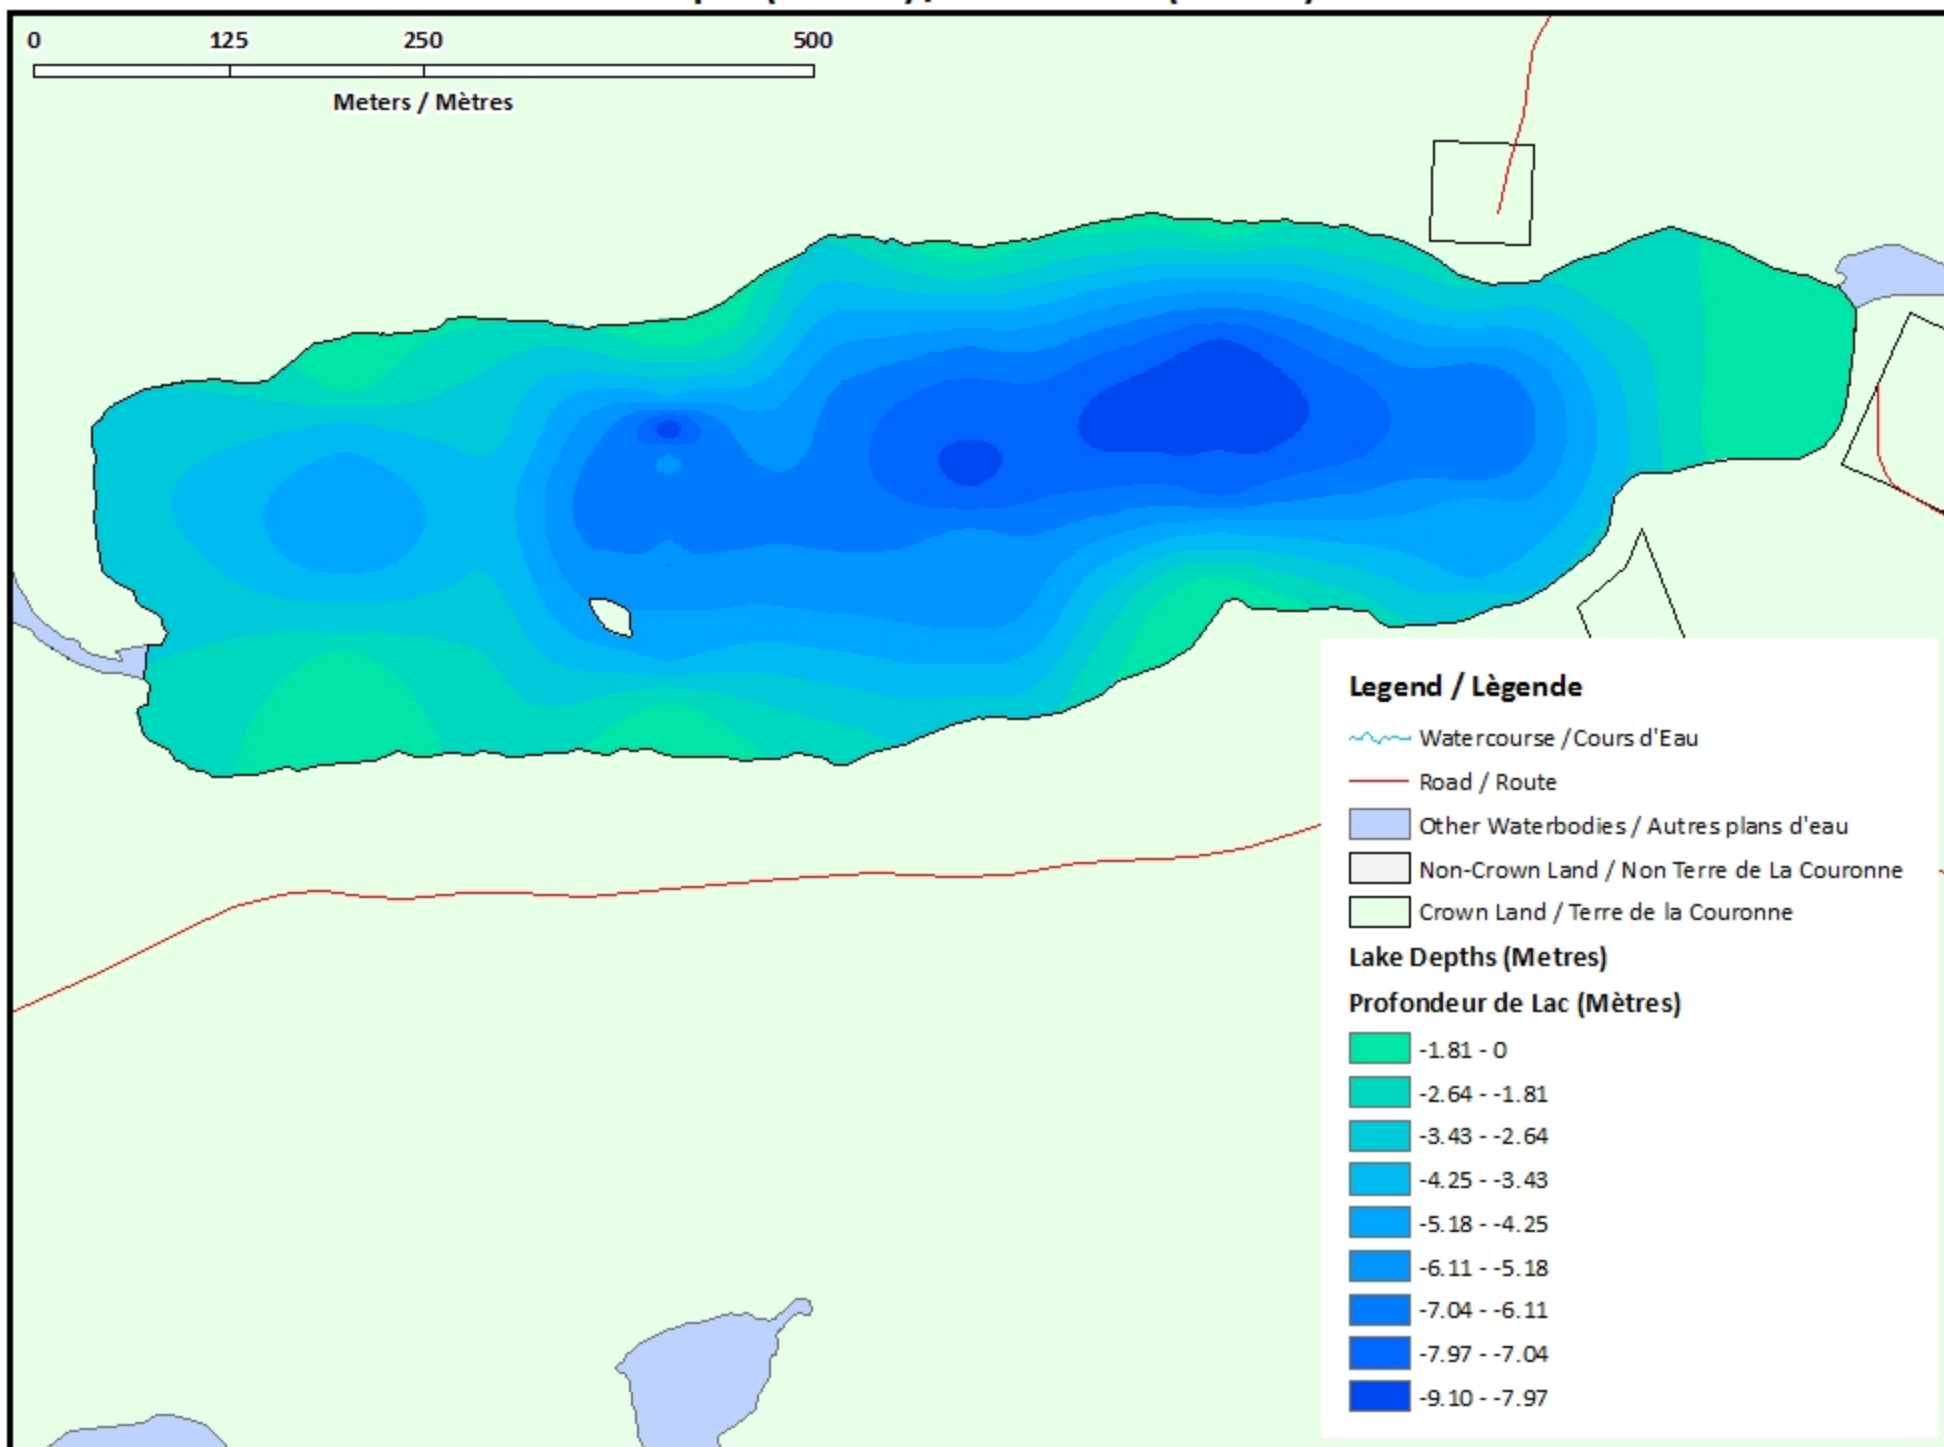 0 125 250 500
Meters / Mètres
Legend / Lègende
Watercourse / Cours d'Eau
Road / Route
Other Waterbodies / Autres plans d'eau
Non-Crown Land / Non Terre de La Couronne
Crown Land / Terre de la Couronne
Lake Depths (Metres)
Profondeur de Lac (Mètres)
-1.81 - 0
-2.64 - -1.81
-3.43 - -2.64
-4.25 - -3.43
-5.18 - -4.25
-6.11 - -5.18
-7.04 - -6.11
-7.97 - -7.04
-9.10 - -7.97